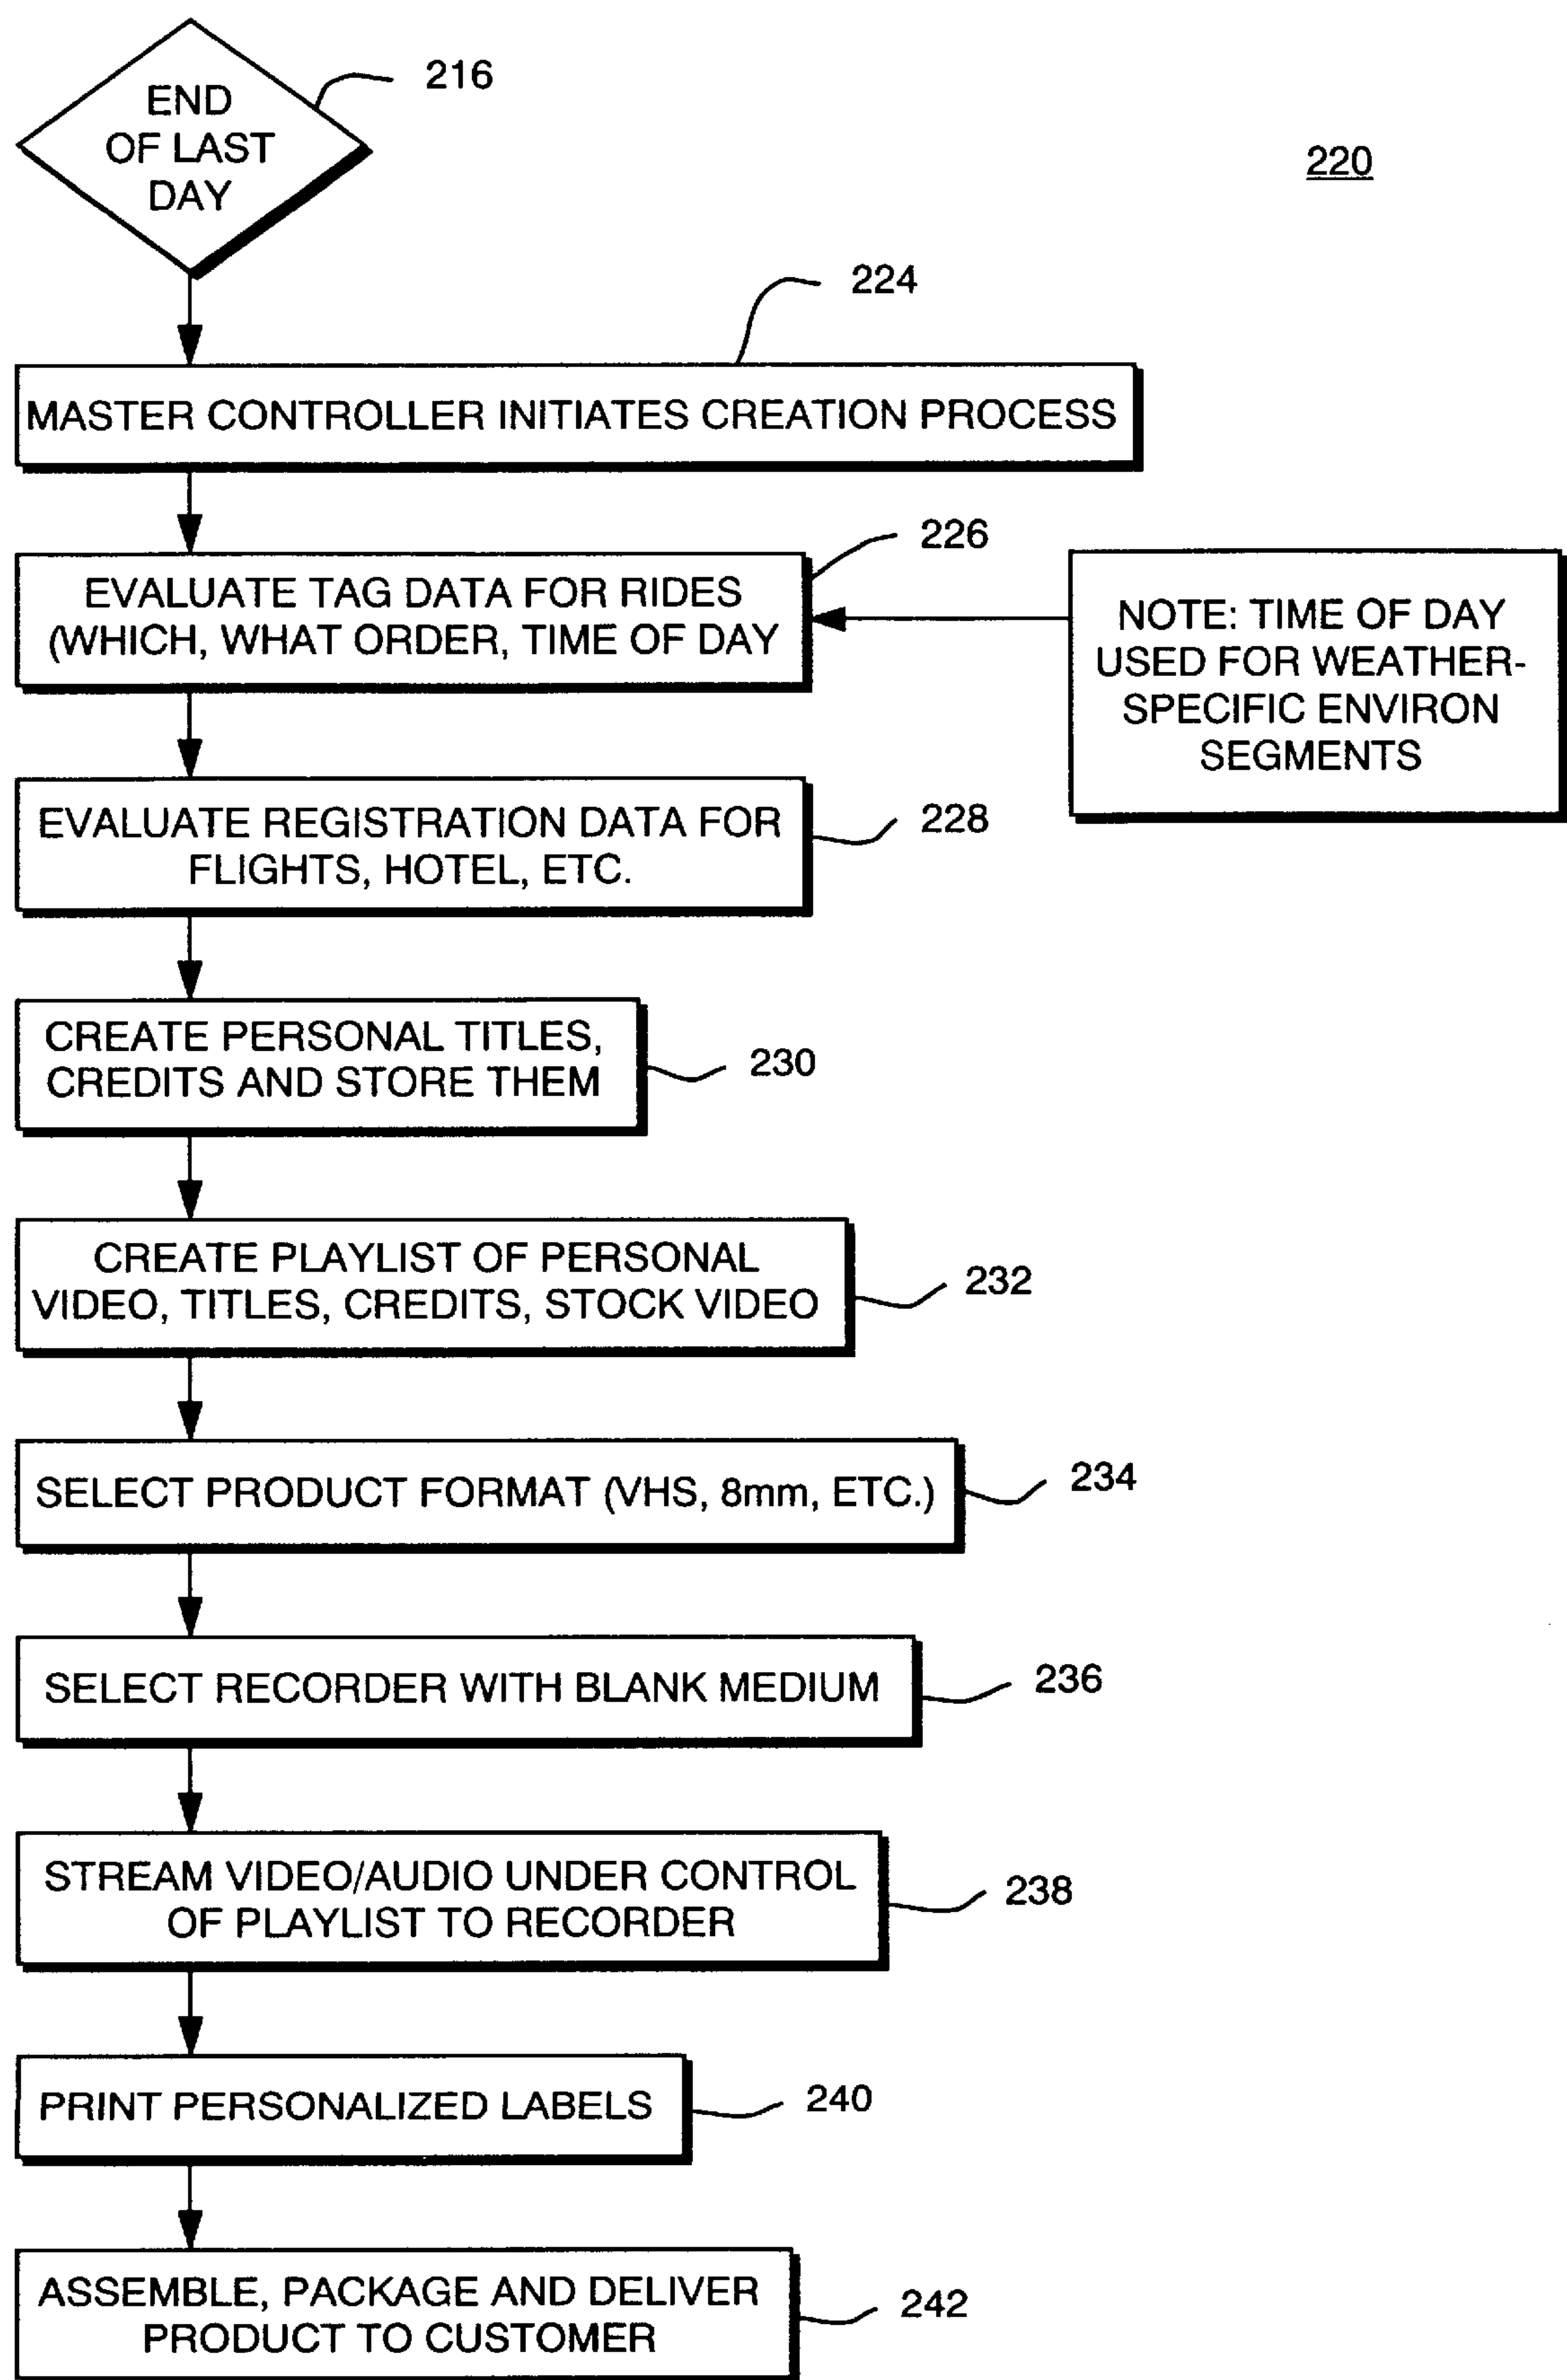 END
OF LAST
DAY
216
220
224
MASTER CONTROLLER INITIATES CREATION PROCESS
226
EVALUATE TAG DATA FOR RIDES
(WHICH, WHAT ORDER, TIME OF DAY
NOTE: TIME OF DAY
USED FOR WEATHER-
SPECIFIC ENVIRON
SEGMENTS
EVALUATE REGISTRATION DATA FOR
FLIGHTS, HOTEL, ETC.
228
CREATE PERSONAL TITLES,
CREDITS AND STORE THEM
230
CREATE PLAYLIST OF PERSONAL
VIDEO, TITLES, CREDITS, STOCK VIDEO
232
SELECT PRODUCT FORMAT (VHS, 8mm, ETC.)
234
SELECT RECORDER WITH BLANK MEDIUM
236
STREAM VIDEO/AUDIO UNDER CONTROL
OF PLAYLIST TO RECORDER
238
PRINT PERSONALIZED LABELS
240
ASSEMBLE, PACKAGE AND DELIVER
PRODUCT TO CUSTOMER
242